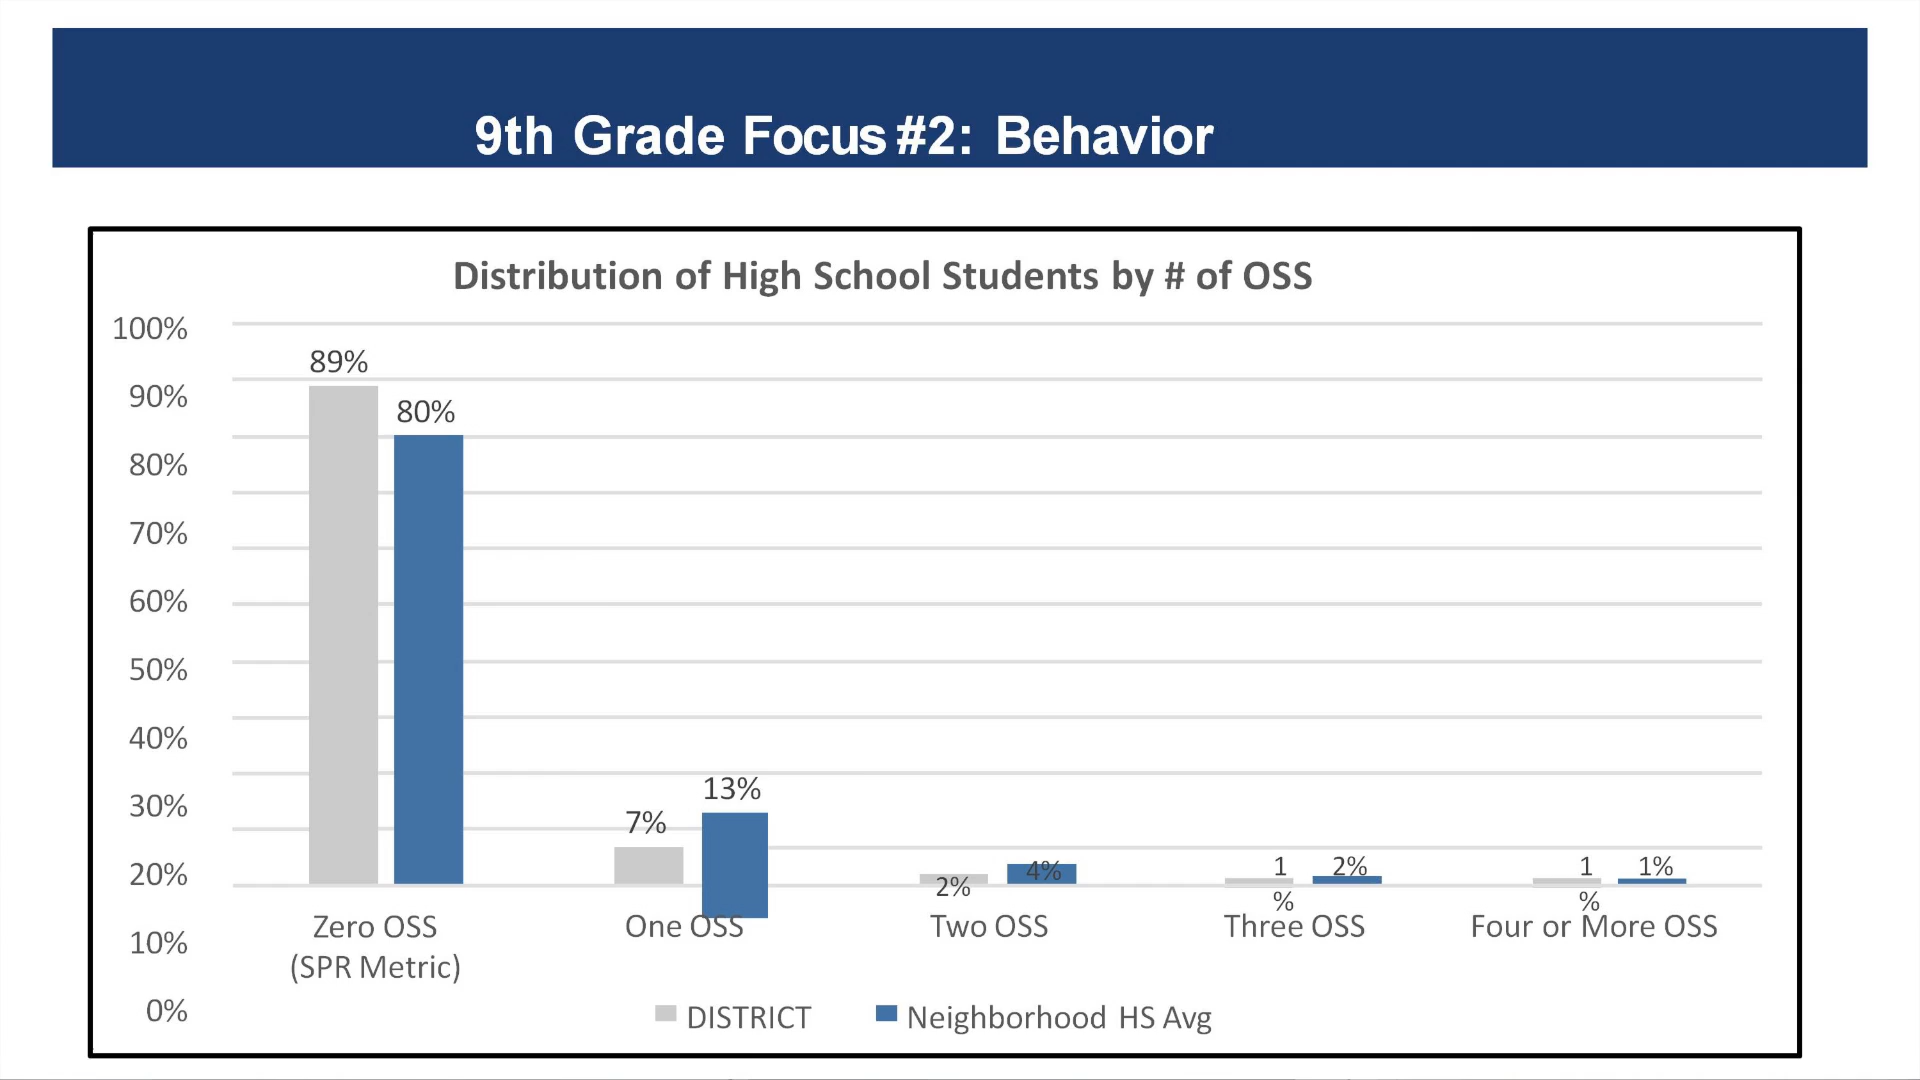 9th Grade Focus #2: Behavior
Distribution of High School Students by # of OSS
100%
90%
80%
70%
60%
50%
40%
30%
20%
10%
0%
89%
80%
7%
13%
2%
4%
1
%
2%
1
%
1%
Zero OSS
(SPR Metric)
One OSS
Two OSS
Three OSS
Four or More OSS
DISTRICT
Neighborhood HS Avg